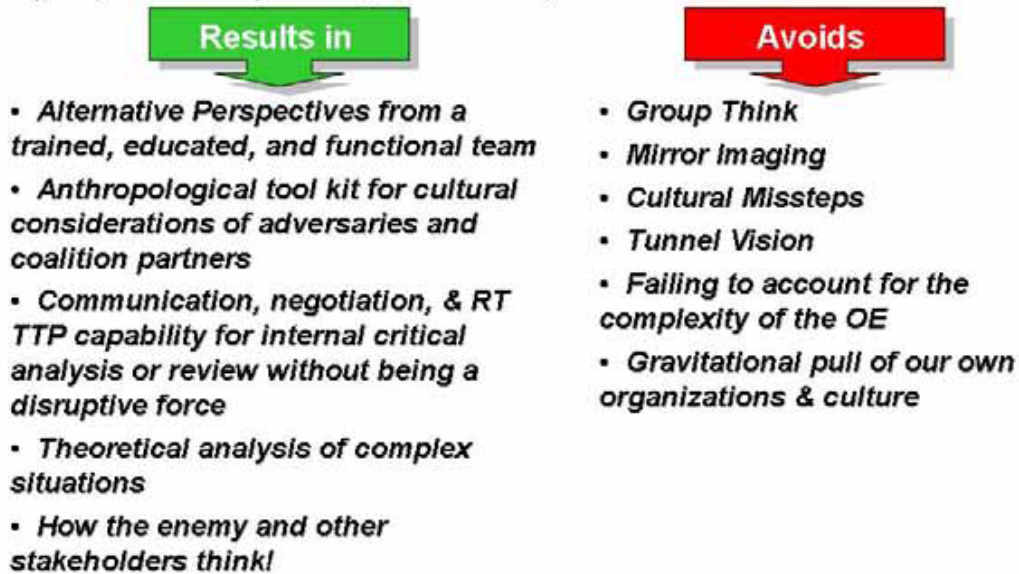 Results in
• Alternative Perspectives from a
trained, educated, and functional team
• Anthropological tool kit for cultural
considerations of adversaries and
coalition partners
• Communication, negotiation, & RT
TTP capability for internal critical
analysis or review without being a
disruptive force
• Theoretical analysis of complex
situations
• How the enemy and other
stakeholders think!
Avoids
• Group Think
• Mirror Imaging
• Cultural Missteps
• Tunnel Vision
• Failing to account for the
complexity of the OE
• Gravitational pull of our own
organizations & culture